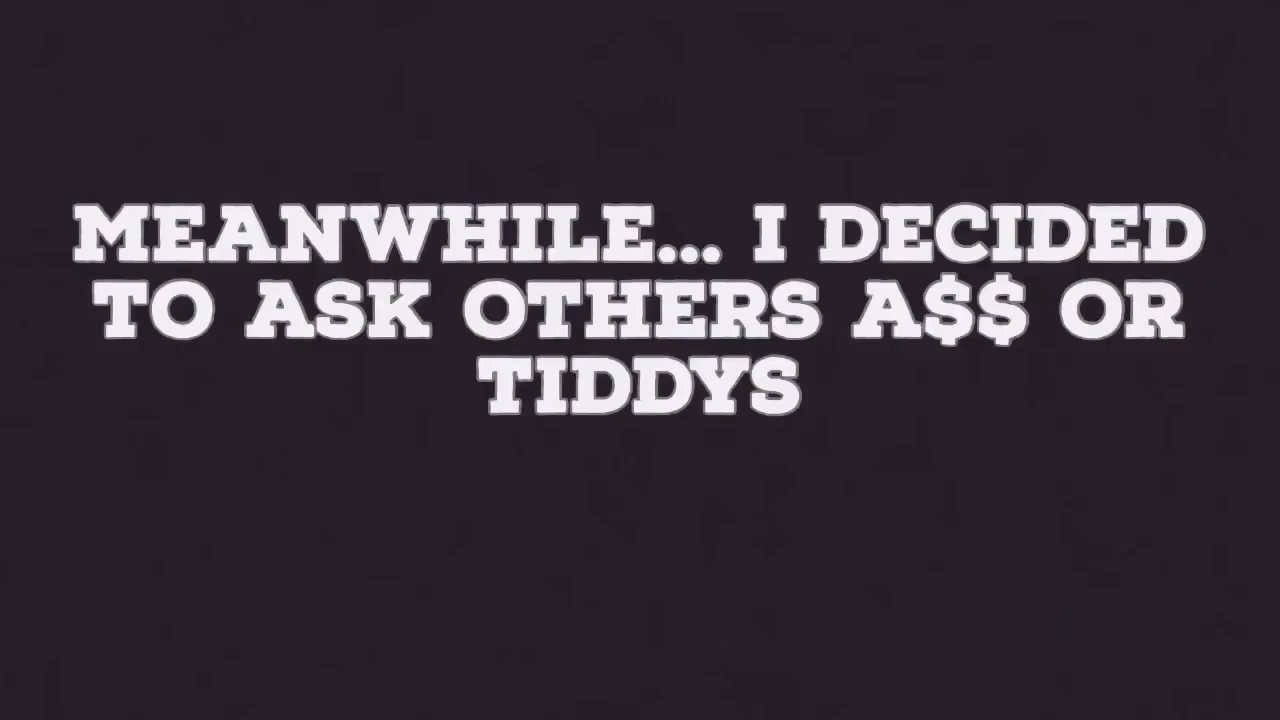 MEANWHILE... I DECIDED
TO ASK OTHERS A$$ OR
TIDDYS